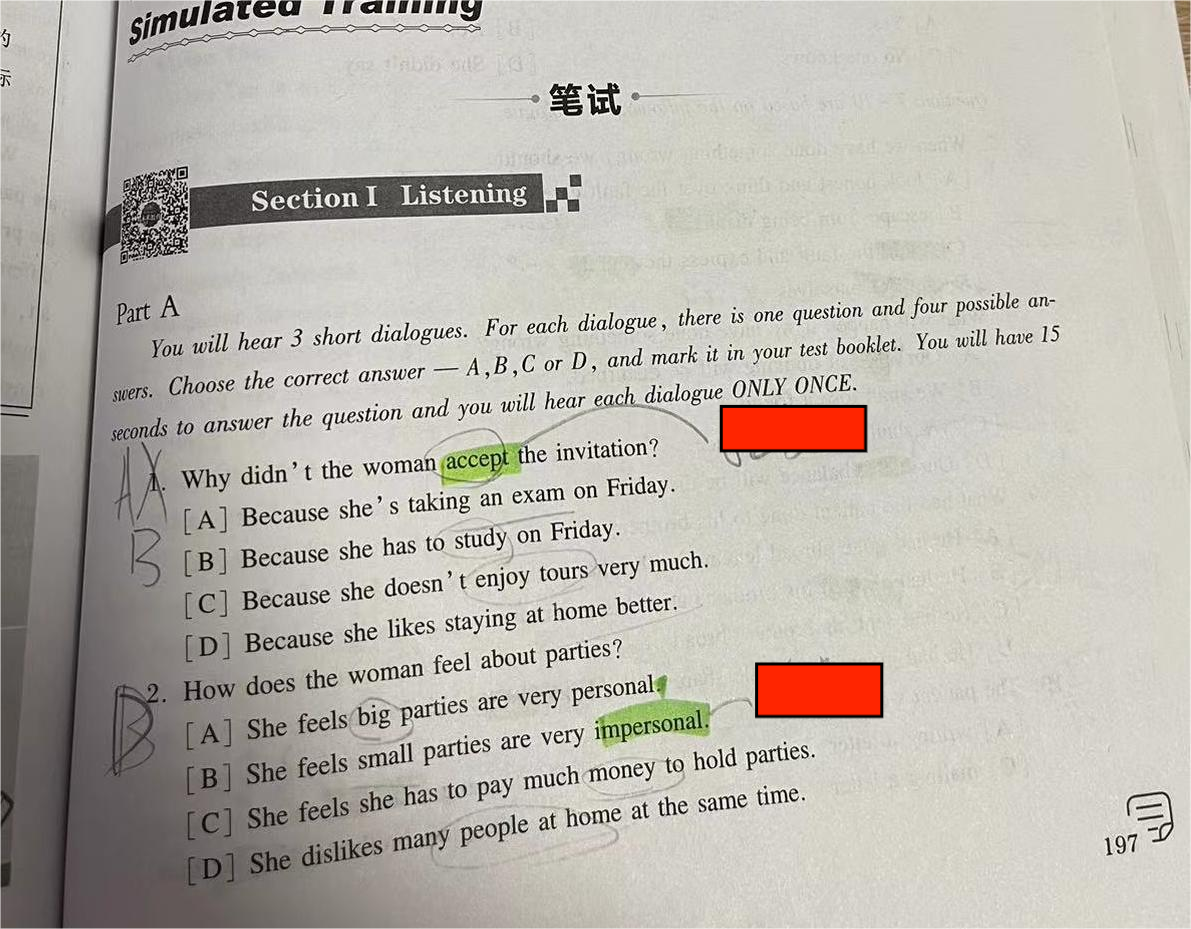 Simulated Training
的
标
笔试
Section I Listening
Part A
You will hear 3 short dialogues. For each dialogue, there is one question and four possible an-
swers. Choose the correct answer — A,B,C or D, and mark it in your test booklet. You will have 15
seconds to answer the question and you will hear each dialogue ONLY ONCE.
A 1. Why didn't the woman accept the invitation?
[A] Because she's taking an exam on Friday.
B [B] Because she has to study on Friday.
[C] Because she doesn't enjoy tours very much.
[D] Because she likes staying at home better.
2. How does the woman feel about parties?
[A] She feels big parties are very personal.
B [B] She feels small parties are very impersonal.
[C] She feels she has to pay much money to hold parties.
[D] She dislikes many people at home at the same time.
197